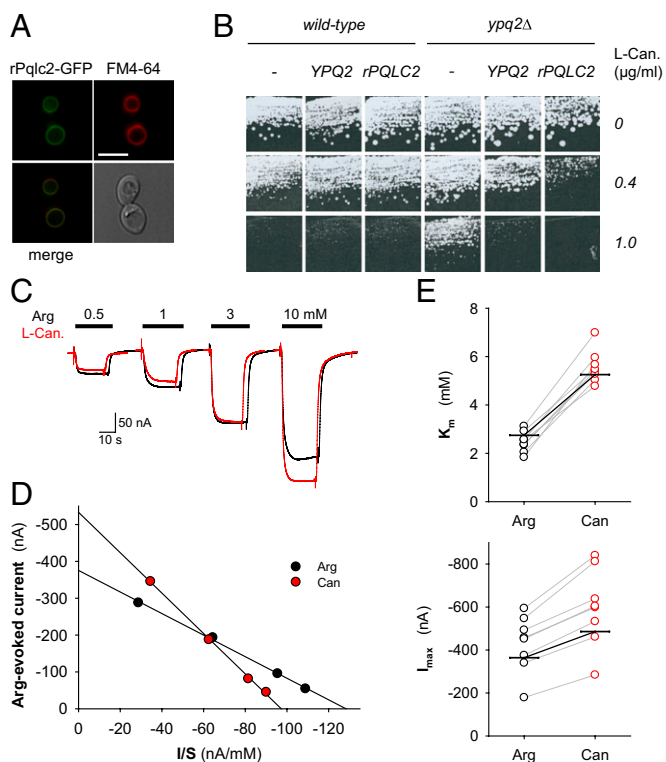 A
rPqlc2-GFP FM4-64
merge
B
wild-type ypq2Δ
L-Can. (µg/ml)
- YPQ2 rPQLC2 - YPQ2 rPQLC2
0
0.4
1.0
C
Arg 0.5 1 3 10 mM
L-Can.
50 nA
10 s
D
Arg-evoked current (nA)
-500
-400
-300
-200
-100
0
Arg
Can
0 -20 -40 -60 -80 -100 -120
I/S (nA/mM)
E
Km (mM)
8
6
4
2
0
Arg Can
Imax (nA)
-800
-600
-400
-200
0
Arg Can